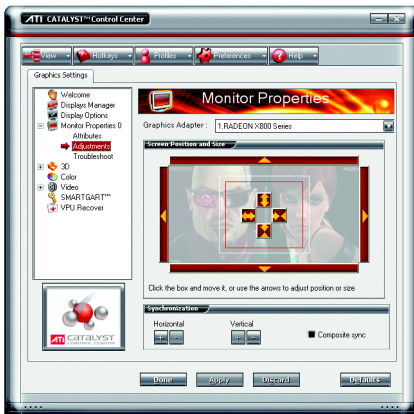 ATI CATALYST™ Control Center
View Hotkeys Profiles Preferences Help
Graphics Settings
Welcome
Displays Manager
Display Options
Monitor Properties 0
Attributes
Adjustments
Troubleshoot
3D
Color
Video
SMARTGART™
VPU Recover
Monitor Properties
Graphics Adapter :
1.RADEON X800 Series
Screen Position and Size
Click the box and move it, or use the arrows to adjust position or size
Synchronization
Horizontal
Vertical
+ -
+ -
Composite sync
ATI CATALYST
CONTROL CENTER
Done Apply Discard Defaults